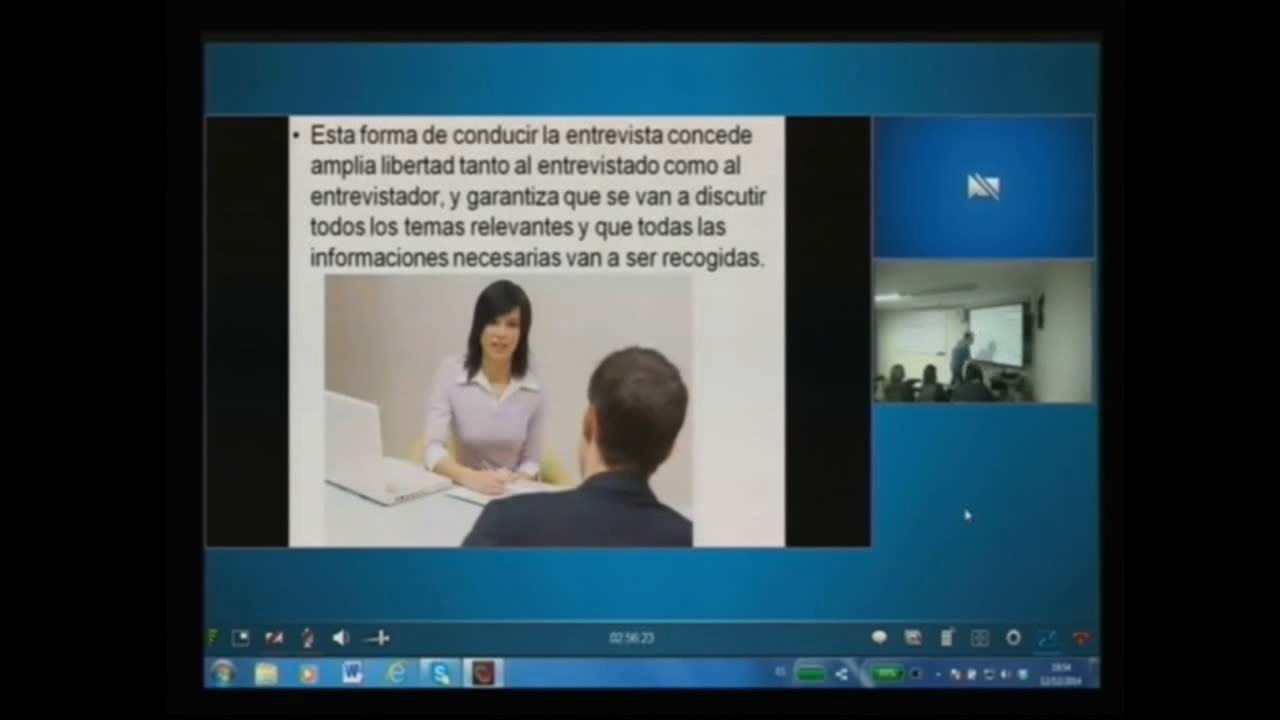 • Esta forma de conducir la entrevista concede
amplia libertad tanto al entrevistado como al
entrevistador, y garantiza que se van a discutir
todos los temas relevantes y que todas las
informaciones necesarias van a ser recogidas.
02:56:23
ES